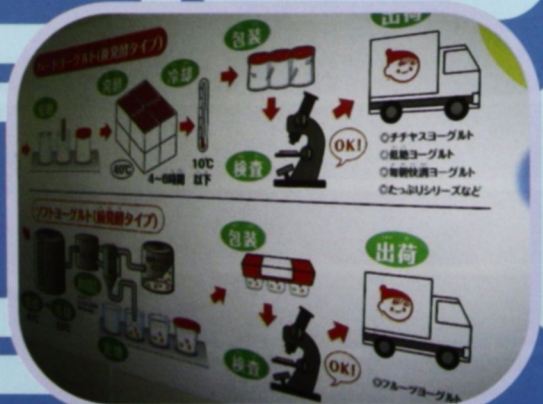 ハードヨーグルト(後発酵タイプ)
包装
出荷
発酵
冷却
40℃
4~6時間
10℃
以下
検査
OK!
◎チチヤスヨーグルト
◎低糖ヨーグルト
◎毎朝快調ヨーグルト
◎たっぷりシリーズなど
ソフトヨーグルト(前発酵タイプ)
包装
出荷
検査
OK!
◎フルーツヨーグルト